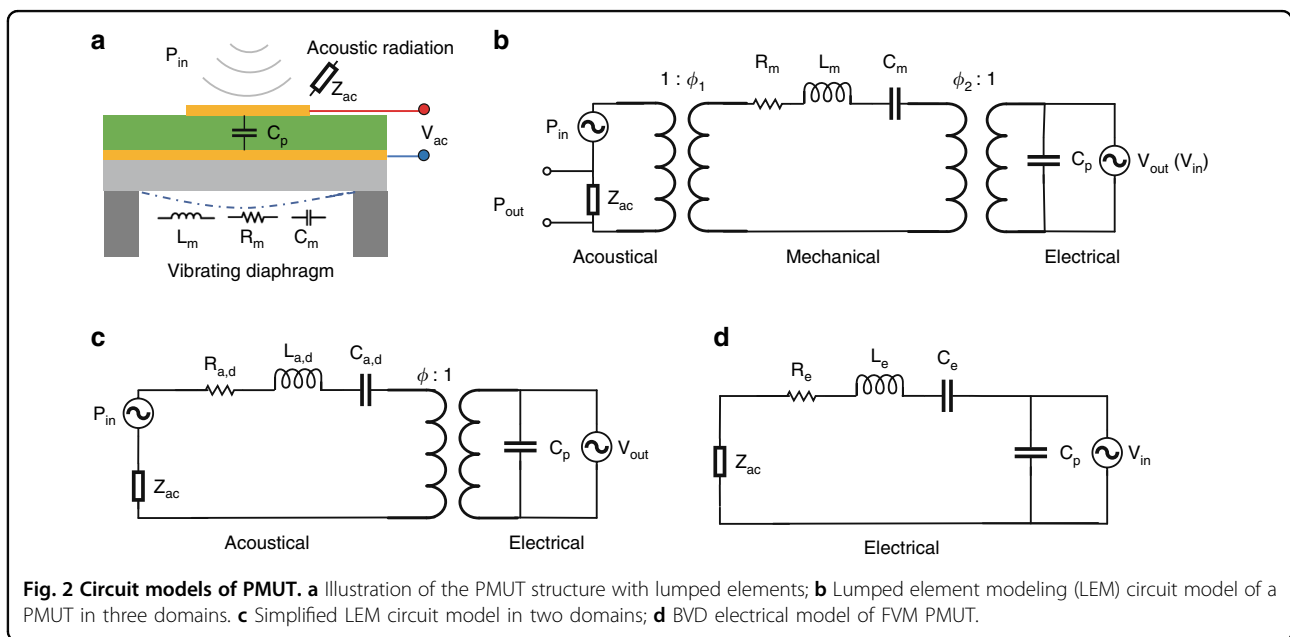 a
P_in
Acoustic radiation
Z_ac
C_p
V_ac
L_m
R_m
C_m
Vibrating diaphragm
b
R_m
L_m
C_m
1 : ϕ_1
ϕ_2 : 1
P_in
Z_ac
P_out
C_p
V_out (V_in)
Acoustical
Mechanical
Electrical
c
R_a,d
L_a,d
C_a,d
ϕ : 1
P_in
Z_ac
C_p
V_out
Acoustical
Electrical
d
R_e
L_e
C_e
Z_ac
C_p
V_in
Electrical
Fig. 2 Circuit models of PMUT. a Illustration of the PMUT structure with lumped elements; b Lumped element modeling (LEM) circuit model of a
PMUT in three domains. c Simplified LEM circuit model in two domains; d BVD electrical model of FVM PMUT.